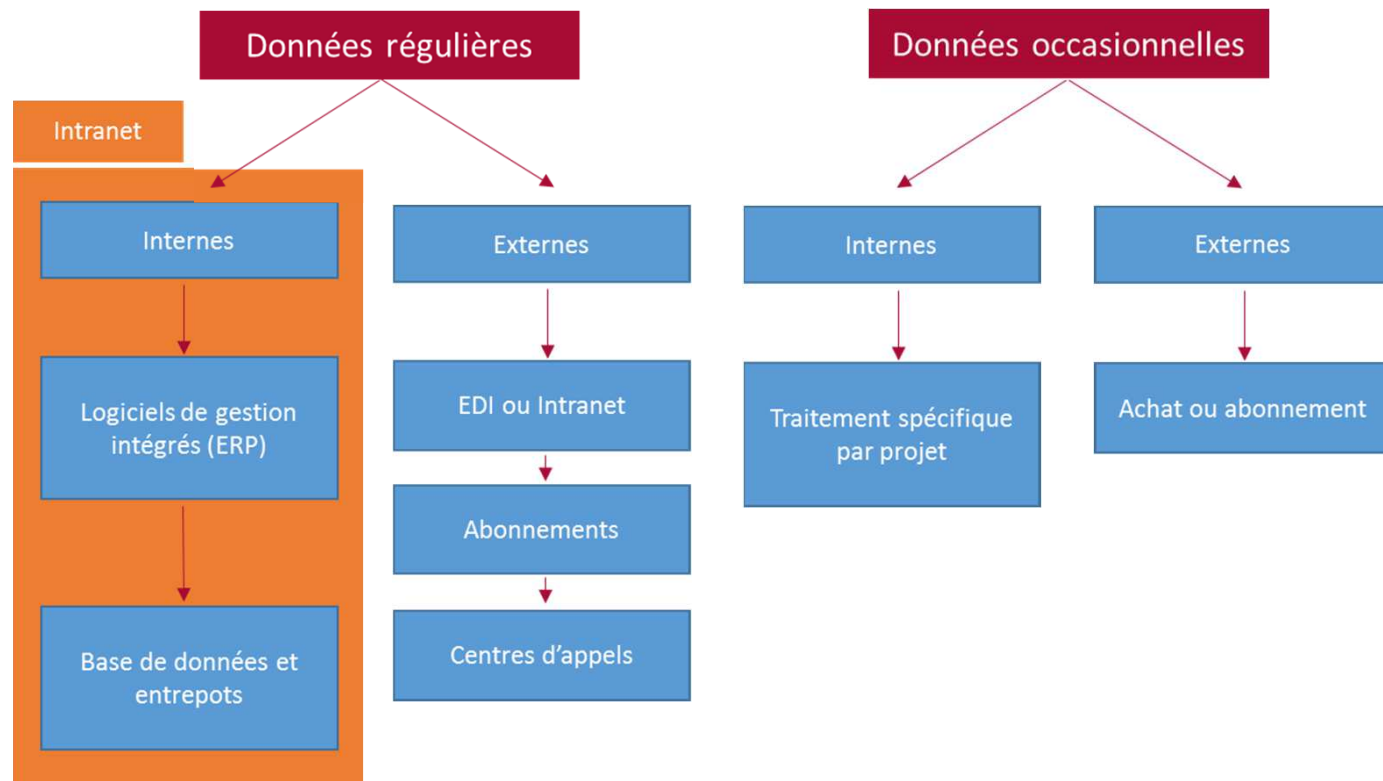 Données régulières
Données occasionnelles
Intranet
Internes
Externes
Internes
Externes
Logiciels de gestion
intégrés (ERP)
EDI ou Intranet
Traitement spécifique
par projet
Achat ou abonnement
Abonnements
Base de données et
entrepots
Centres d’appels